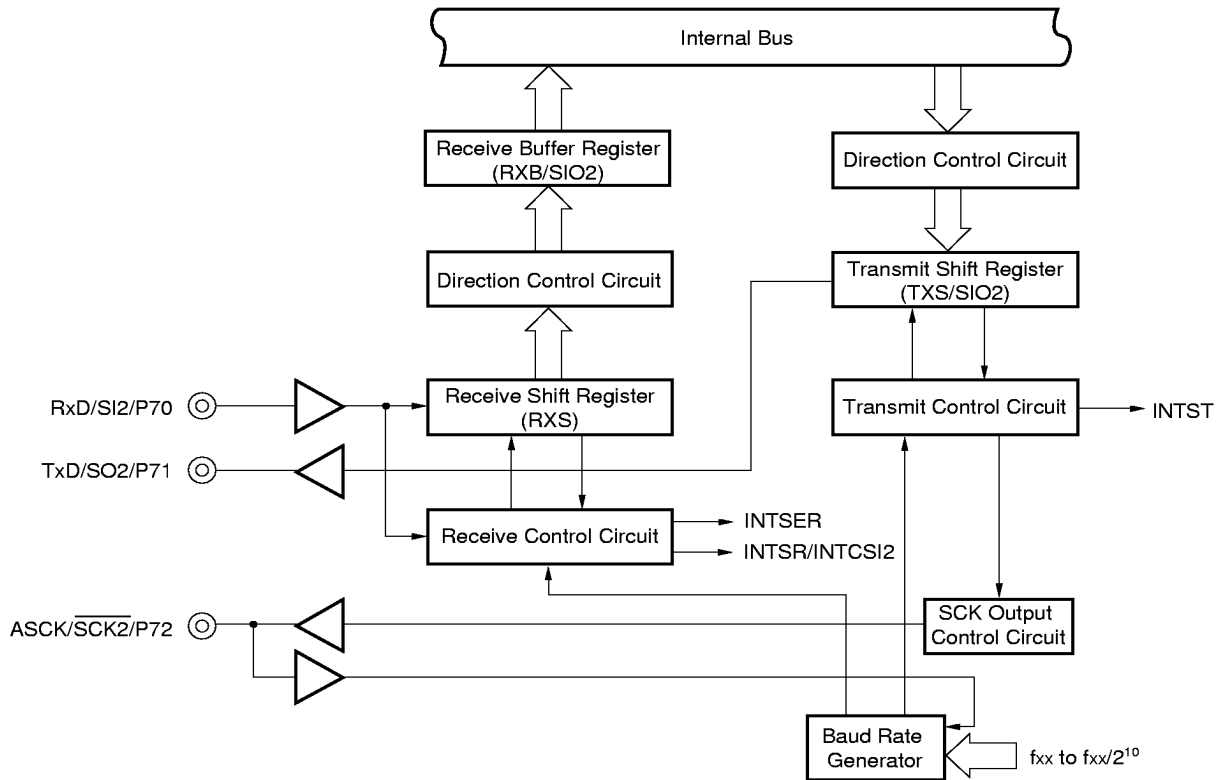 Internal Bus
Receive Buffer Register
(RXB/SIO2)
Direction Control Circuit
Direction Control Circuit
Transmit Shift Register
(TXS/SIO2)
RxD/SI2/P70
Receive Shift Register
(RXS)
Transmit Control Circuit
INTST
TxD/SO2/P71
Receive Control Circuit
INTSER
INTSR/INTCSI2
ASCK/S̅C̅K̅2̅/P72
SCK Output
Control Circuit
Baud Rate
Generator
fxx to fxx/2¹⁰